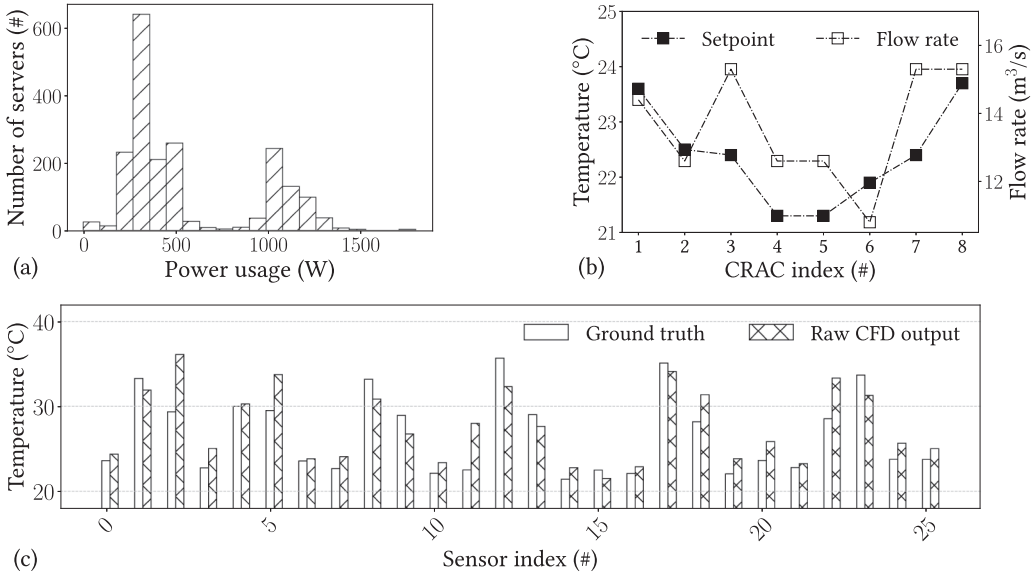 Number of servers (#)
600
400
200
0
0 500 1000 1500
Power usage (W)
(a)
Temperature (°C)
25
24
23
22
21
Setpoint Flow rate
16
14
12
Flow rate (m³/s)
1 2 3 4 5 6 7 8
CRAC index (#)
(b)
Temperature (°C)
40
30
20
Ground truth Raw CFD output
0 5 10 15 20 25
Sensor index (#)
(c)